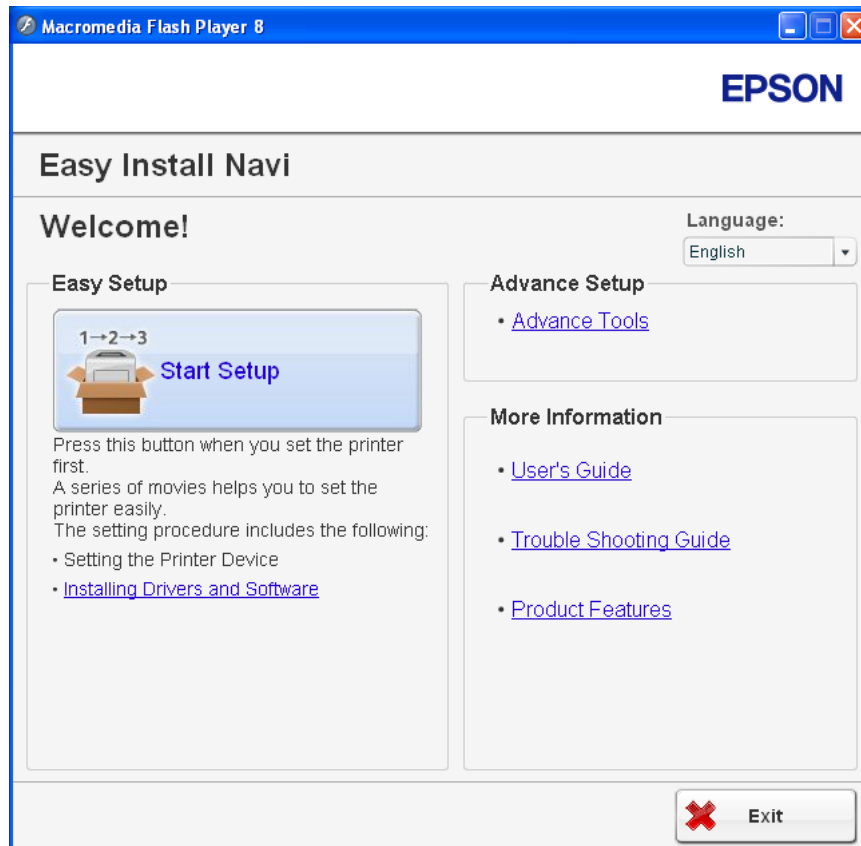 Macromedia Flash Player 8
EPSON
Easy Install Navi
Welcome!
Language:
English
Easy Setup
1→2→3
Start Setup
Press this button when you set the printer
first.
A series of movies helps you to set the
printer easily.
The setting procedure includes the following:
• Setting the Printer Device
• Installing Drivers and Software
Advance Setup
• Advance Tools
More Information
• User's Guide
• Trouble Shooting Guide
• Product Features
Exit